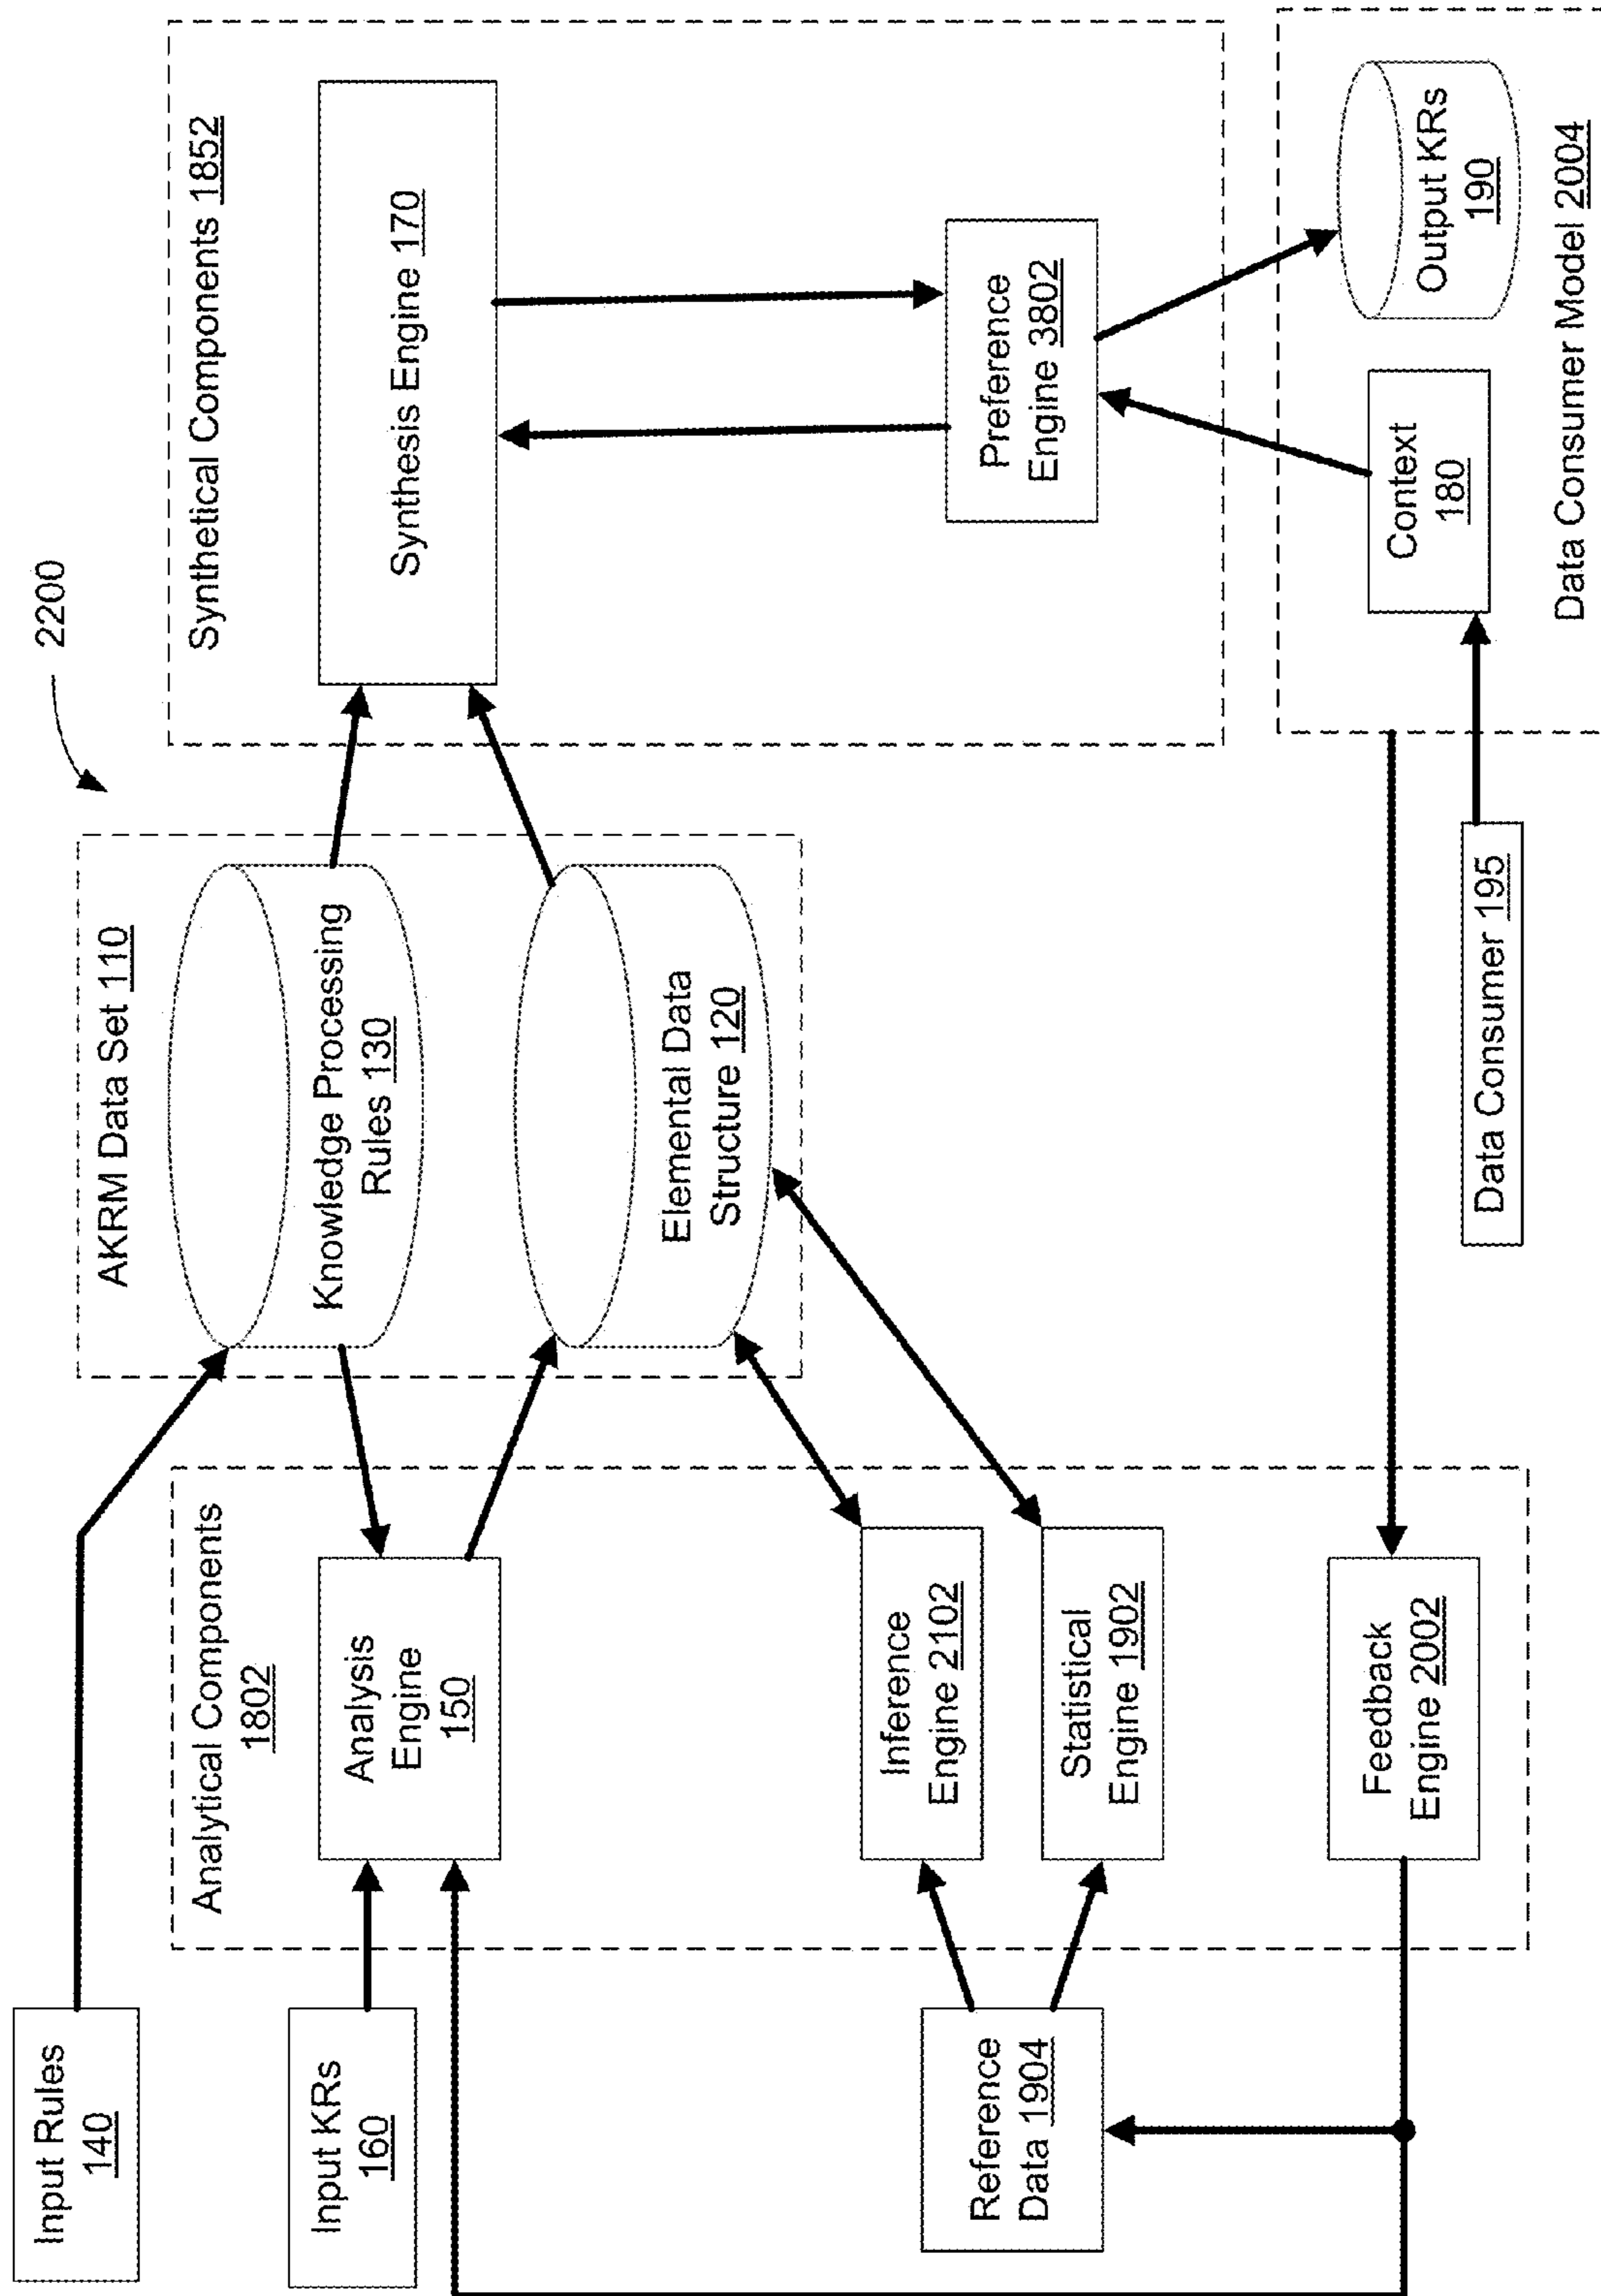 2200
Input Rules
140
Input KRs
160
Reference
Data 1904
Analytical Components
1802
Analysis
Engine
150
Inference
Engine 2102
Statistical
Engine 1902
Feedback
Engine 2002
AKRM Data Set 110
Knowledge Processing
Rules 130
Elemental Data
Structure 120
Data Consumer 195
Synthetical Components 1852
Synthesis Engine 170
Preference
Engine 3802
Context
180
Output KRs
190
Data Consumer Model 2004